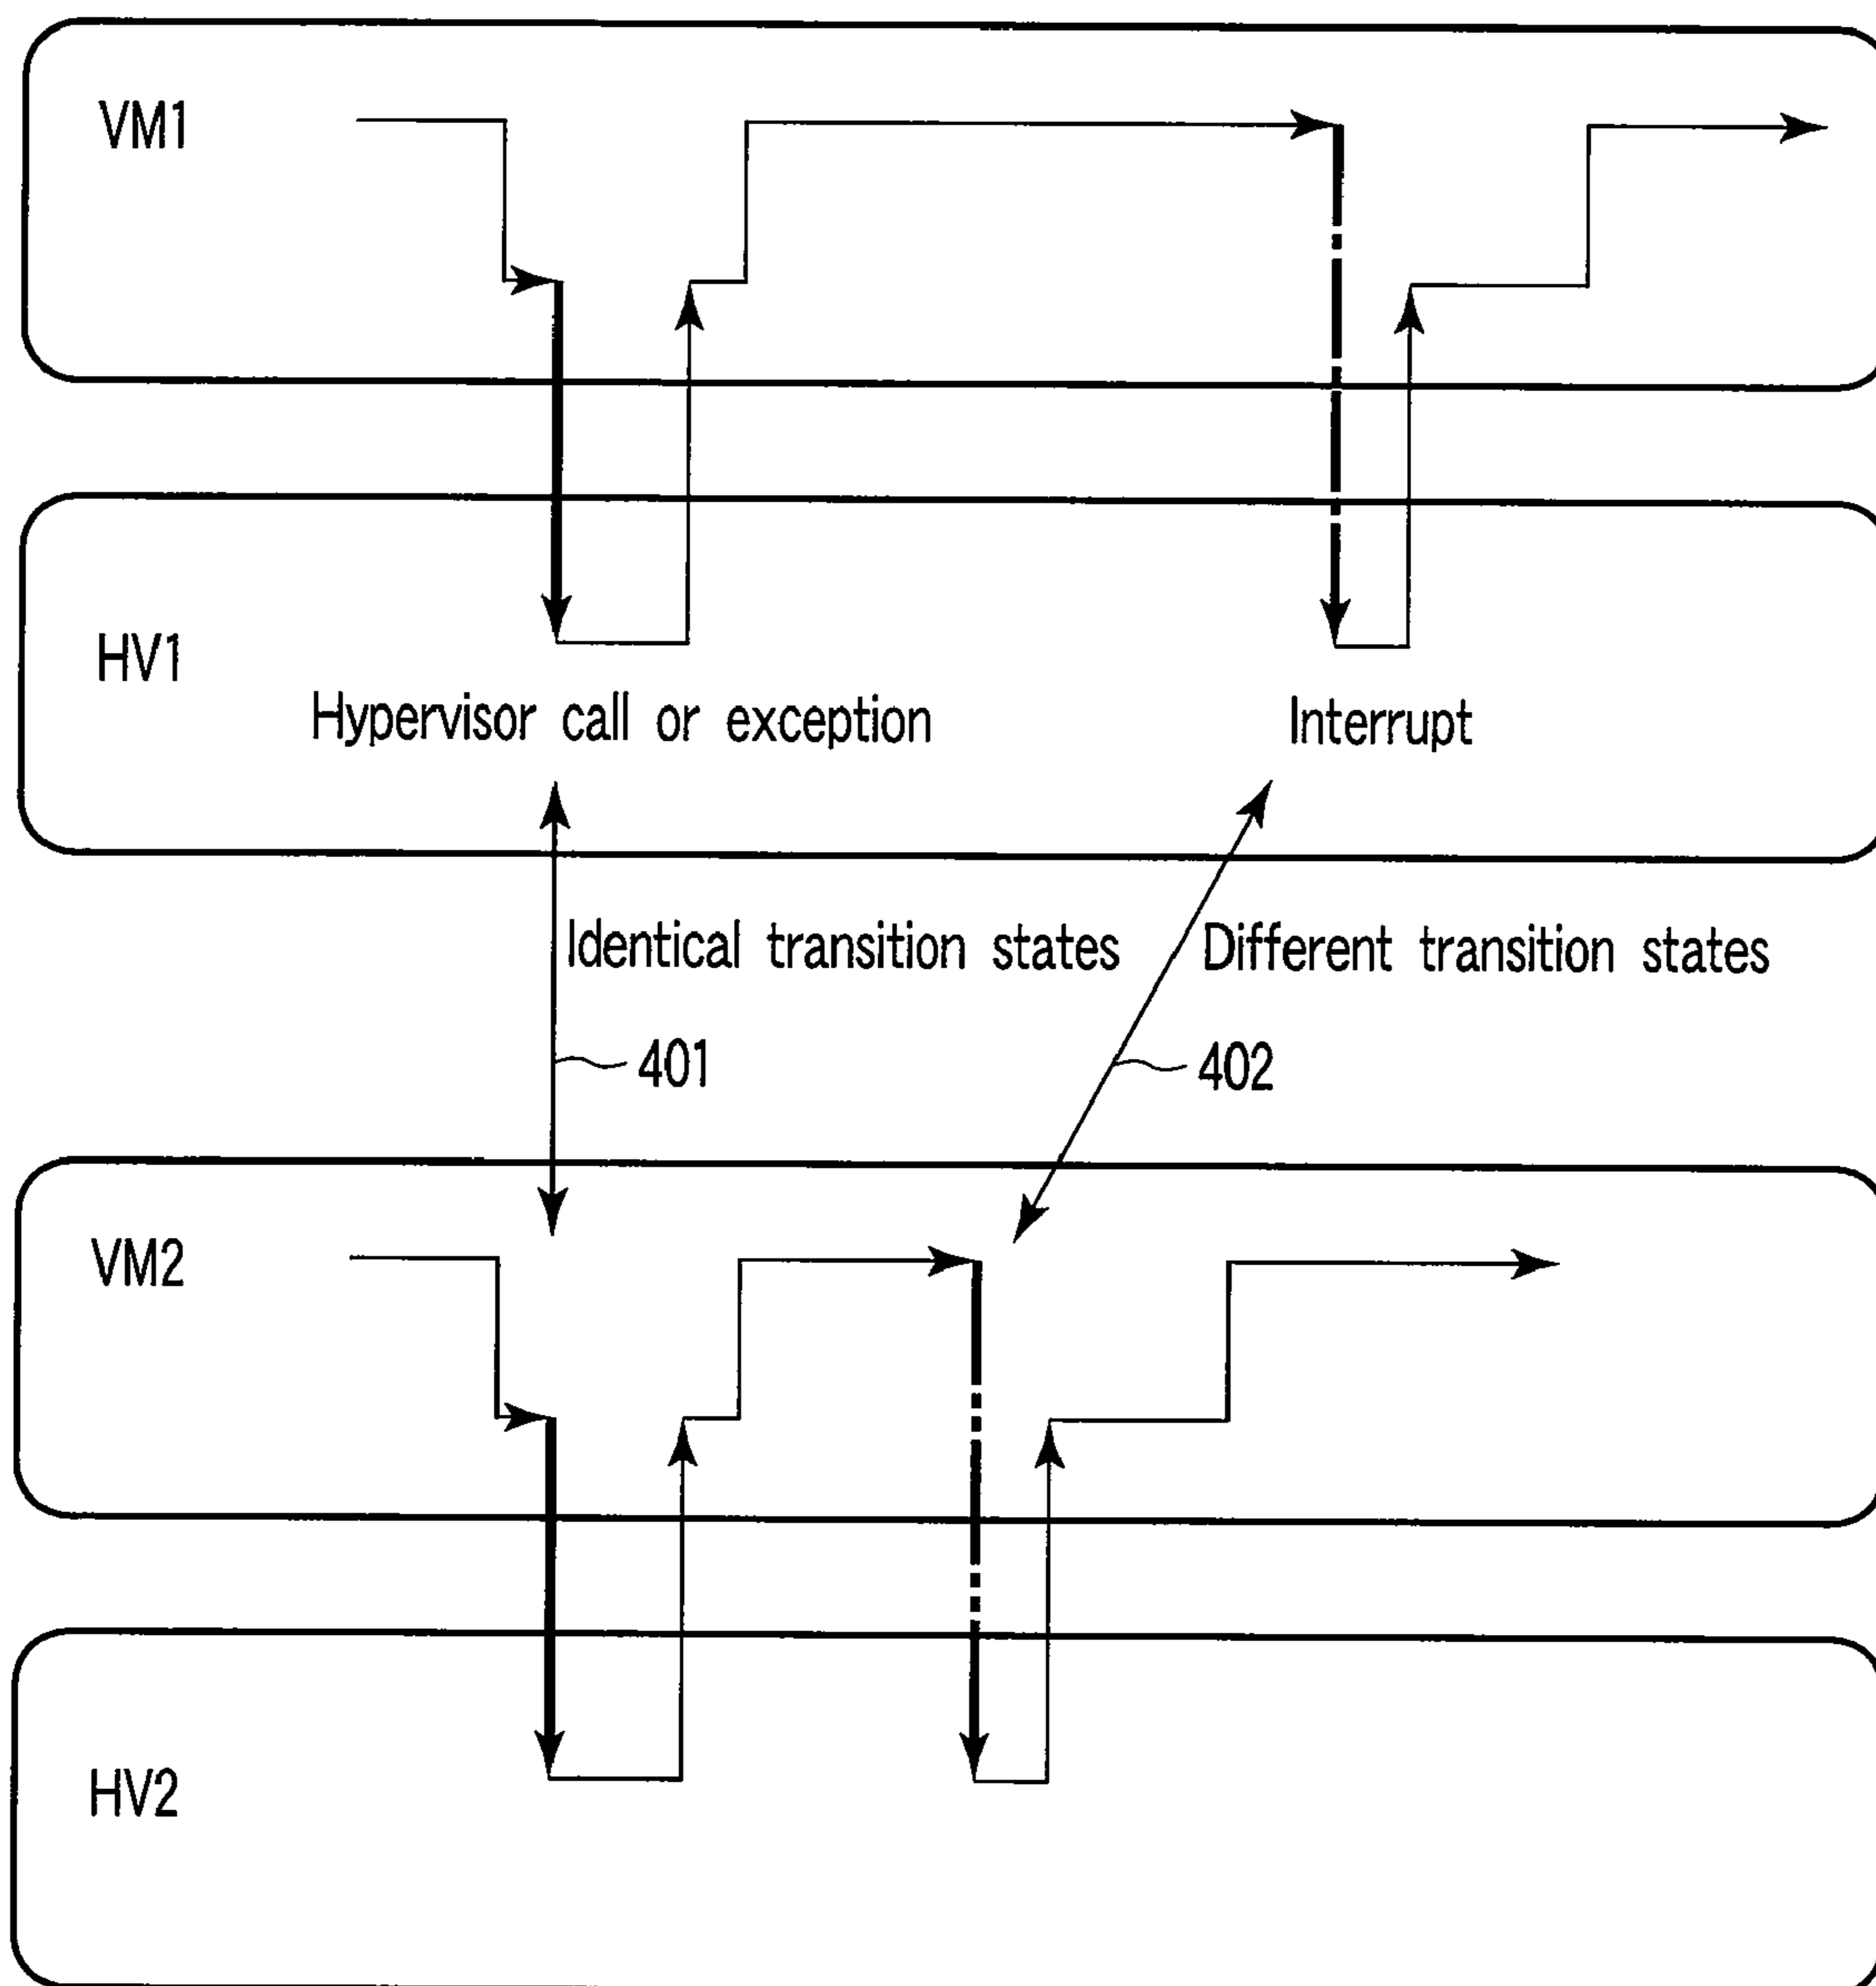 VM1
HV1
Hypervisor call or exception
Interrupt
Identical transition states
Different transition states
401
402
VM2
HV2